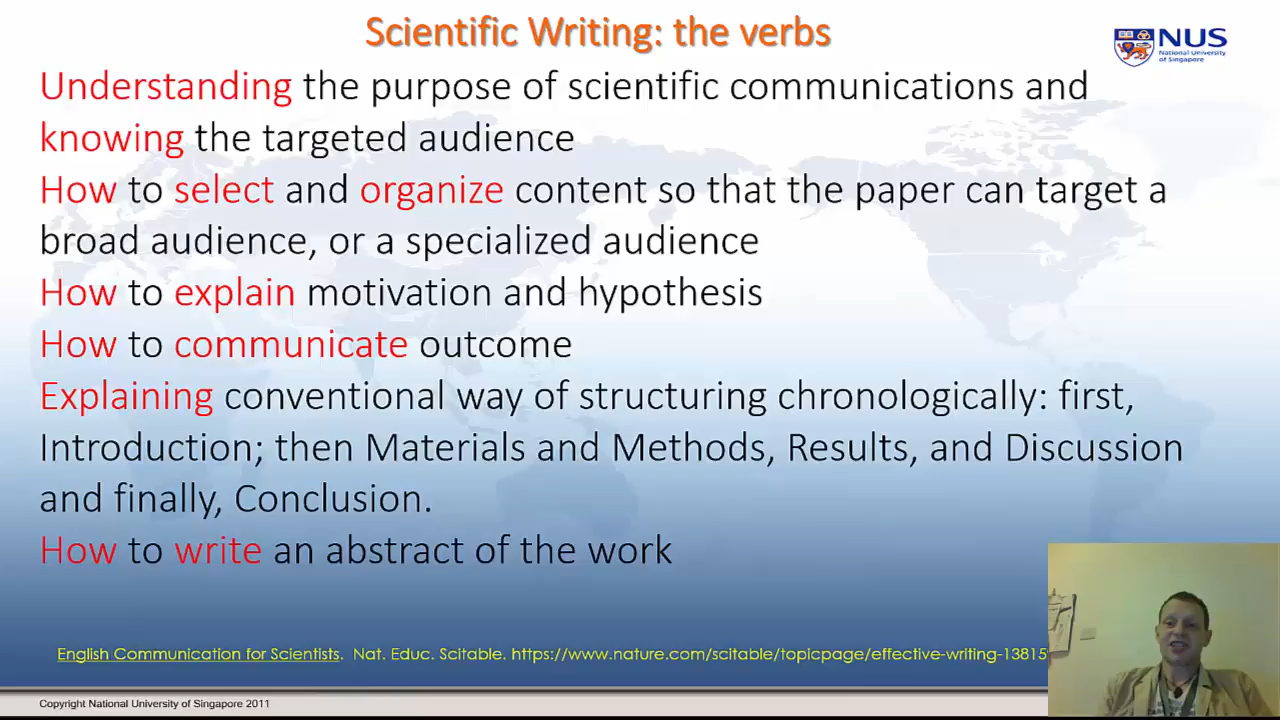 Scientific Writing: the verbs
NUS
National University
of Singapore
Understanding the purpose of scientific communications and
knowing the targeted audience
How to select and organize content so that the paper can target a
broad audience, or a specialized audience
How to explain motivation and hypothesis
How to communicate outcome
Explaining conventional way of structuring chronologically: first,
Introduction; then Materials and Methods, Results, and Discussion
and finally, Conclusion.
How to write an abstract of the work
English Communication for Scientists. Nat. Educ. Scitable. https://www.nature.com/scitable/topicpage/effective-writing-13815
Copyright National University of Singapore 2011